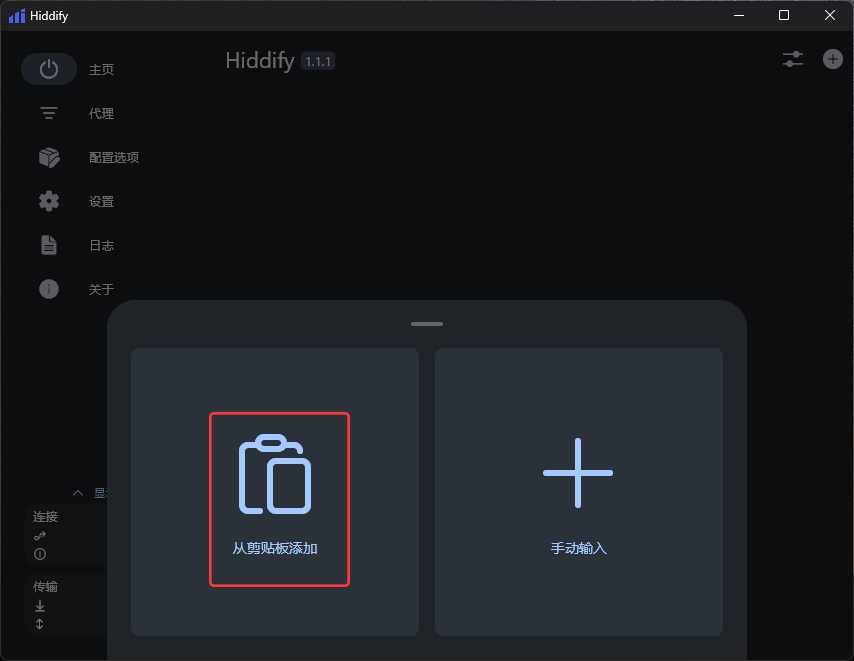 Hiddify
Hiddify 1.1.1
主页
代理
配置选项
设置
日志
关于
显
连接
传输
从剪贴板添加
手动输入